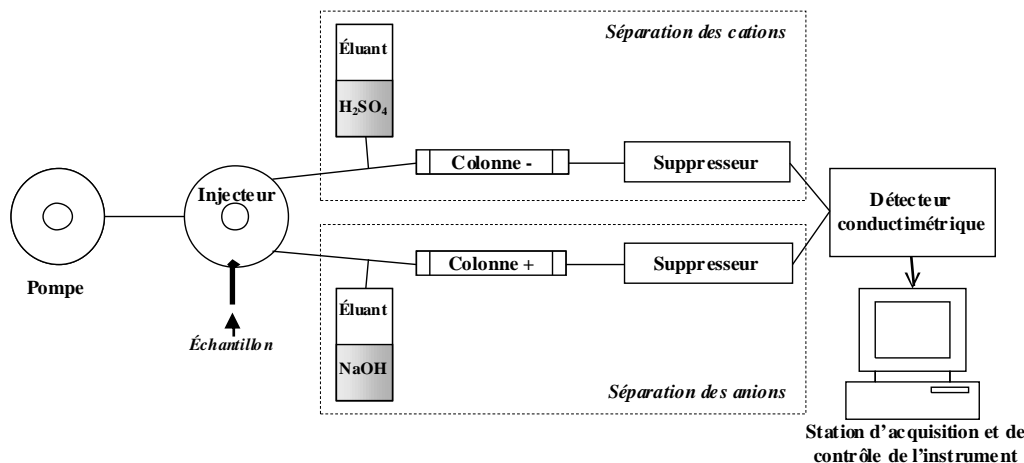 Séparation des cations
Éluant
H₂SO₄
Colonne -
Suppresseur
Injecteur
Pompe
Échantillon
Détecteur
conductimétrique
Colonne +
Suppresseur
Éluant
NaOH
Séparation des anions
Station d'acquisition et de
contrôle de l'instrument